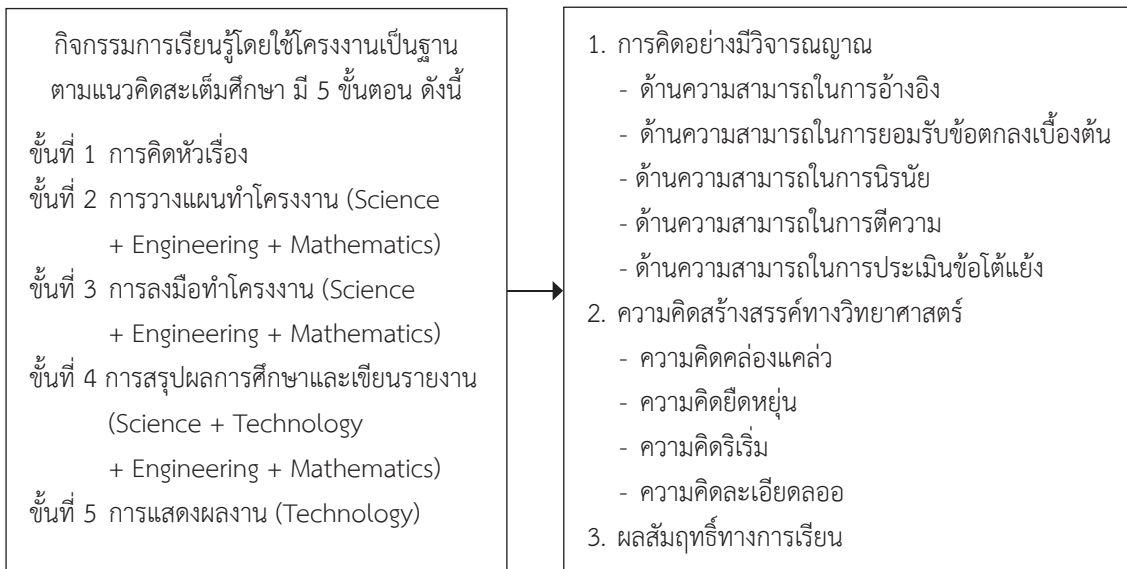 กิจกรรมการเรียนรู้โดยใช้โครงงานเป็นฐาน
ตามแนวคิดสะเต็มศึกษา มี 5 ขั้นตอน ดังนี้
ขั้นที่ 1 การคิดหัวเรื่อง
ขั้นที่ 2 การวางแผนทำโครงงาน (Science
+ Engineering + Mathematics)
ขั้นที่ 3 การลงมือทำโครงงาน (Science
+ Engineering + Mathematics)
ขั้นที่ 4 การสรุปผลการศึกษาและเขียนรายงาน
(Science + Technology
+ Engineering + Mathematics)
ขั้นที่ 5 การแสดงผลงาน (Technology)
1. การคิดอย่างมีวิจารณญาณ
- ด้านความสามารถในการอ้างอิง
- ด้านความสามารถในการยอมรับข้อตกลงเบื้องต้น
- ด้านความสามารถในการนิรนัย
- ด้านความสามารถในการตีความ
- ด้านความสามารถในการประเมินข้อโต้แย้ง
2. ความคิดสร้างสรรค์ทางวิทยาศาสตร์
- ความคิดคล่องแคล่ว
- ความคิดยืดหยุ่น
- ความคิดริเริ่ม
- ความคิดละเอียดลออ
3. ผลสัมฤทธิ์ทางการเรียน